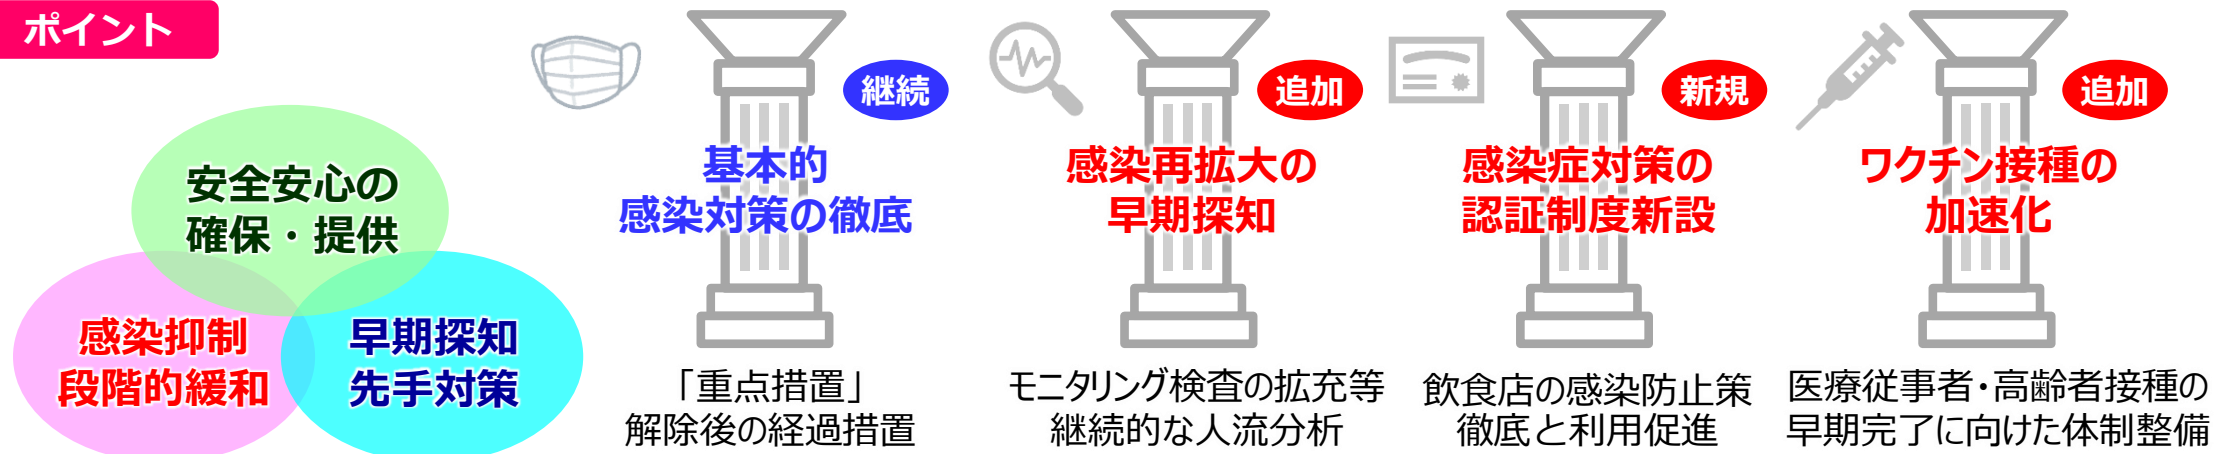 ポイント
安全安心の
確保・提供
感染抑制
段階的緩和
早期探知
先手対策
継続
基本的
感染対策の徹底
「重点措置」
解除後の経過措置
追加
感染再拡大の
早期探知
モニタリング検査の拡充等
継続的な人流分析
新規
感染症対策の
認証制度新設
飲食店の感染防止策
徹底と利用促進
追加
ワクチン接種の
加速化
医療従事者・高齢者接種の
早期完了に向けた体制整備